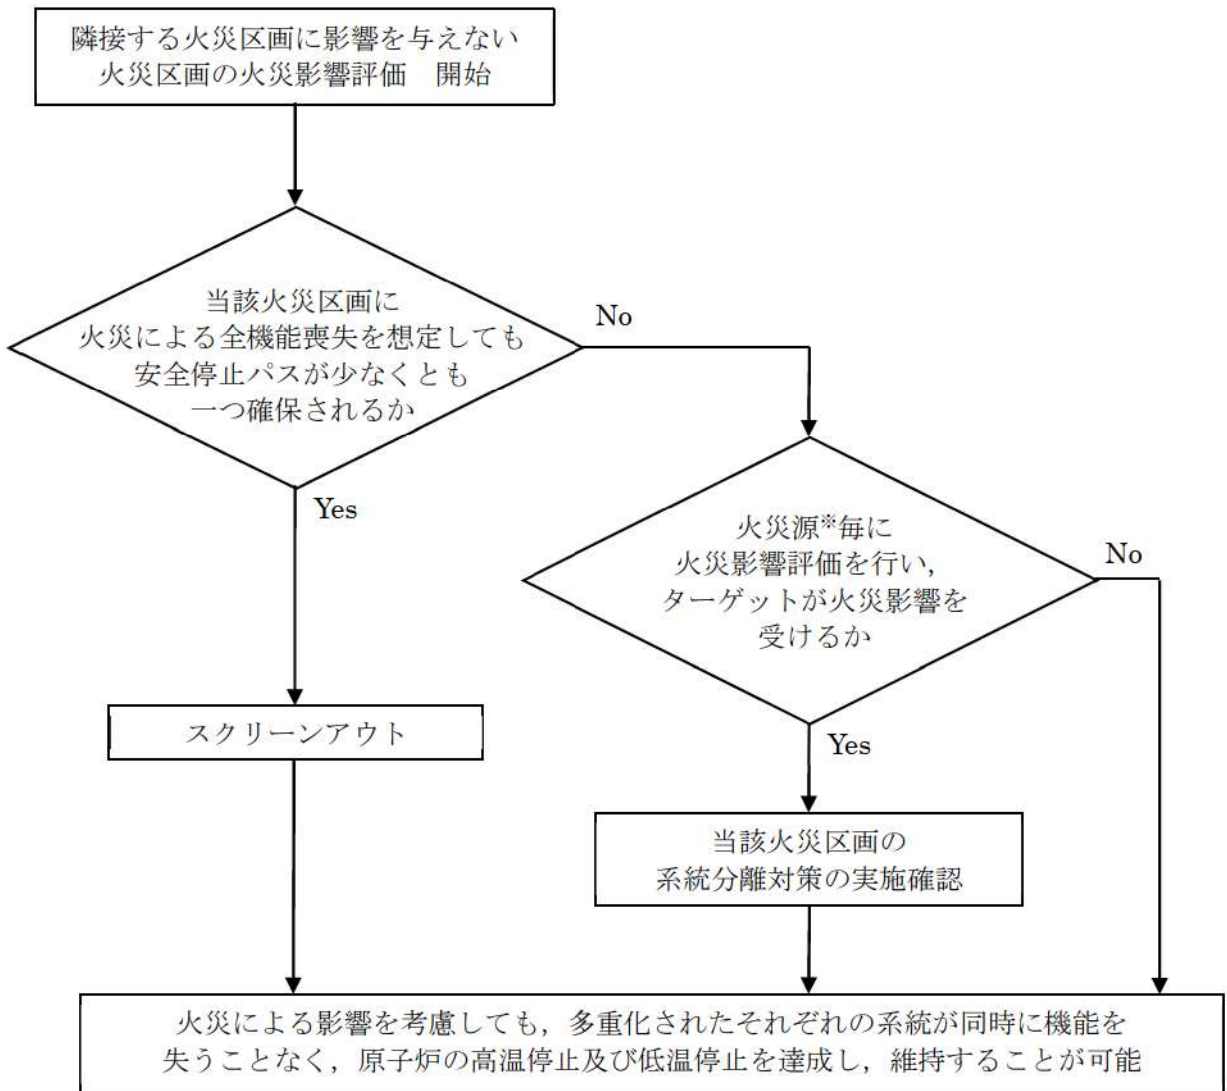 隣接する火災区画に影響を与えない
火災区画の火災影響評価　開始
当該火災区画に
火災による全機能喪失を想定しても
安全停止パスが少なくとも
一つ確保されるか
No
Yes
火災源※毎に
火災影響評価を行い,
ターゲットが火災影響を
受けるか
No
Yes
スクリーンアウト
当該火災区画の
系統分離対策の実施確認
火災による影響を考慮しても，多重化されたそれぞれの系統が同時に機能を
失うことなく，原子炉の高温停止及び低温停止を達成し，維持することが可能